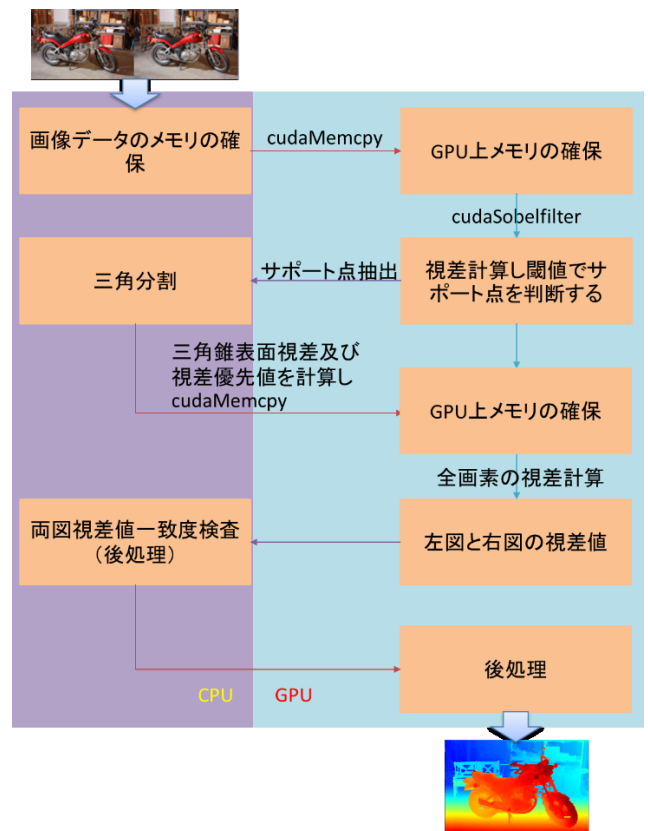 画像データのメモリの確
保
cudaMemcpy
GPU上メモリの確保
cudaSobelfilter
三角分割
サポート点抽出
視差計算し閾値でサ
ポート点を判断する
三角錐表面視差及び
視差優先値を計算し
cudaMemcpy
GPU上メモリの確保
全画素の視差計算
両図視差値一致度検査
（後処理）
左図と右図の視差値
後処理
CPU
GPU